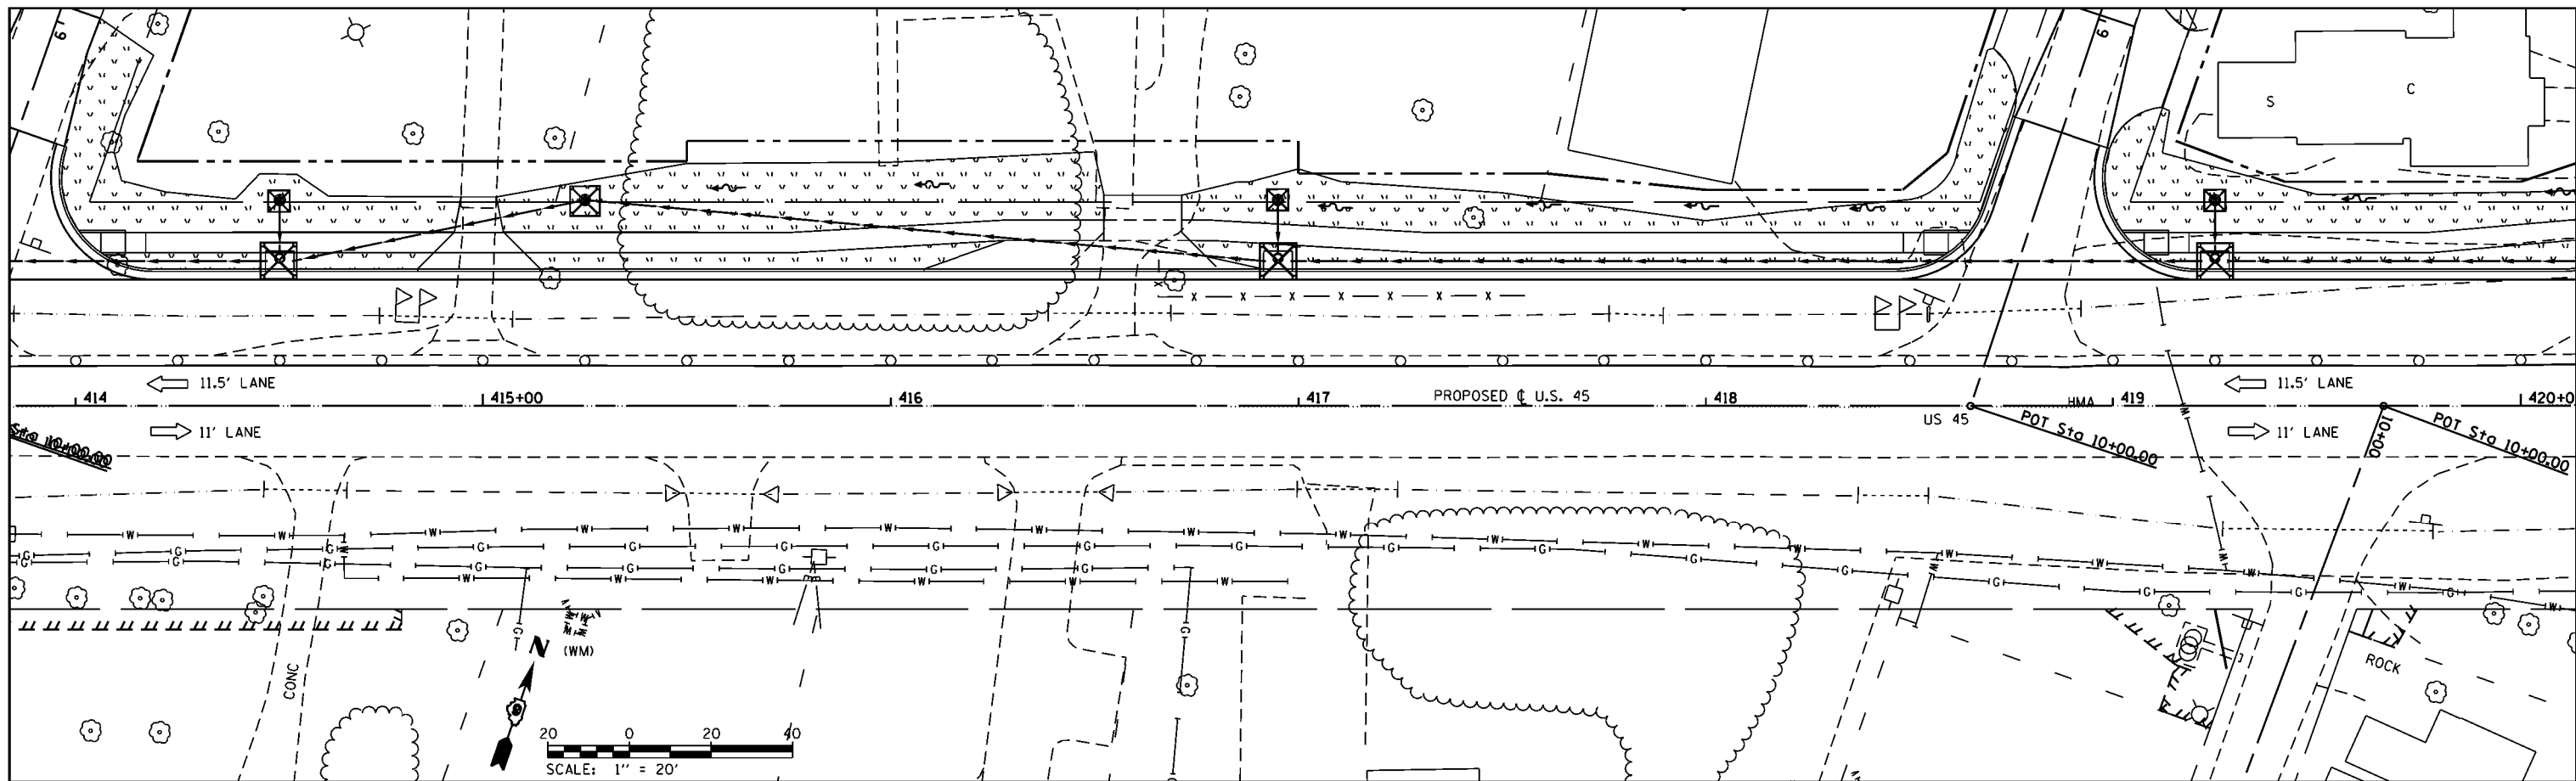 19
19
S
C
11.5' LANE
11.5' LANE
414
415+00
416
417
PROPOSED ℄ U.S. 45
418
HMA
419
420+0
US 45
11' LANE
11' LANE
Sta 10+00.00
POT Sta 10+00.00
10+00
POT Sta 10+00.00
X X X X X X X
W W W W W W W W W W W W W W W
G G G G G G G G G
G G G G G G G G G G G G G G
W W W W W W
CONC
N
(WM)
ROCK
20 0 20 40
SCALE: 1" = 20'